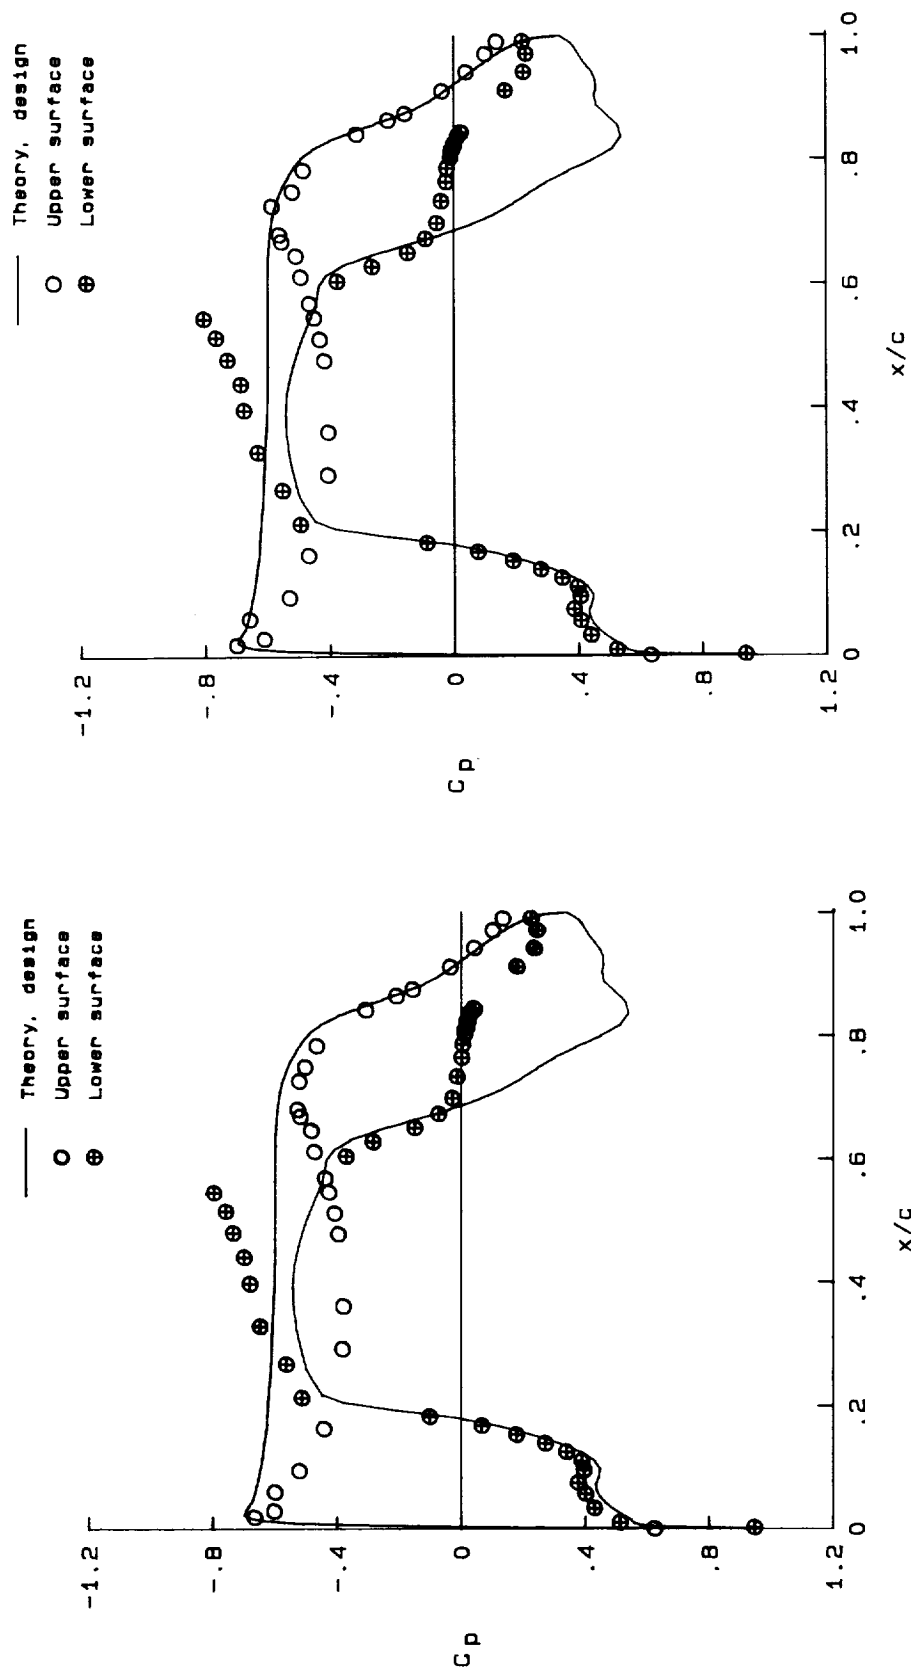 Theory, design
Upper surface
Lower surface
-1.2
-.8
-.4
0
.4
.8
1.2
Cp
0 .2 .4 .6 .8 1.0
x/c
Theory, design
Upper surface
Lower surface
-1.2
-.8
-.4
0
.4
.8
1.2
Cp
0 .2 .4 .6 .8 1.0
x/c